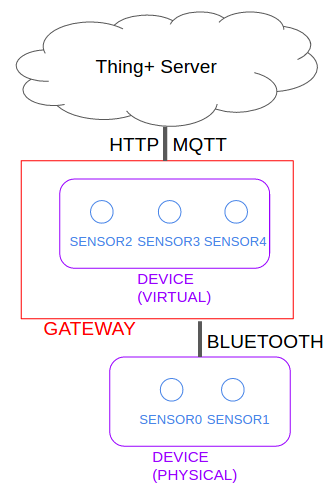 Thing+ Server
HTTP MQTT
SENSOR2 SENSOR3 SENSOR4
DEVICE
(VIRTUAL)
GATEWAY
BLUETOOTH
SENSOR0 SENSOR1
DEVICE
(PHYSICAL)